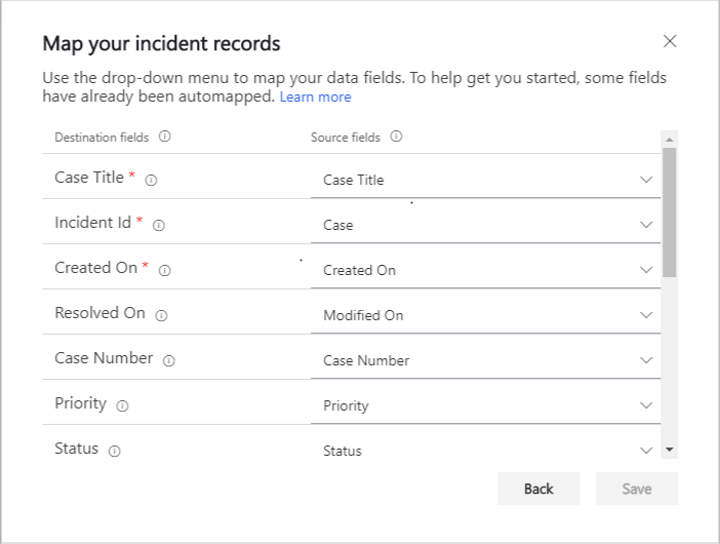 Map your incident records
Use the drop-down menu to map your data fields. To help get you started, some fields
have already been automapped. Learn more
Destination fields Source fields
Case Title * Case Title
Incident Id * Case
Created On * Created On
Resolved On Modified On
Case Number Case Number
Priority Priority
Status Status
Back Save